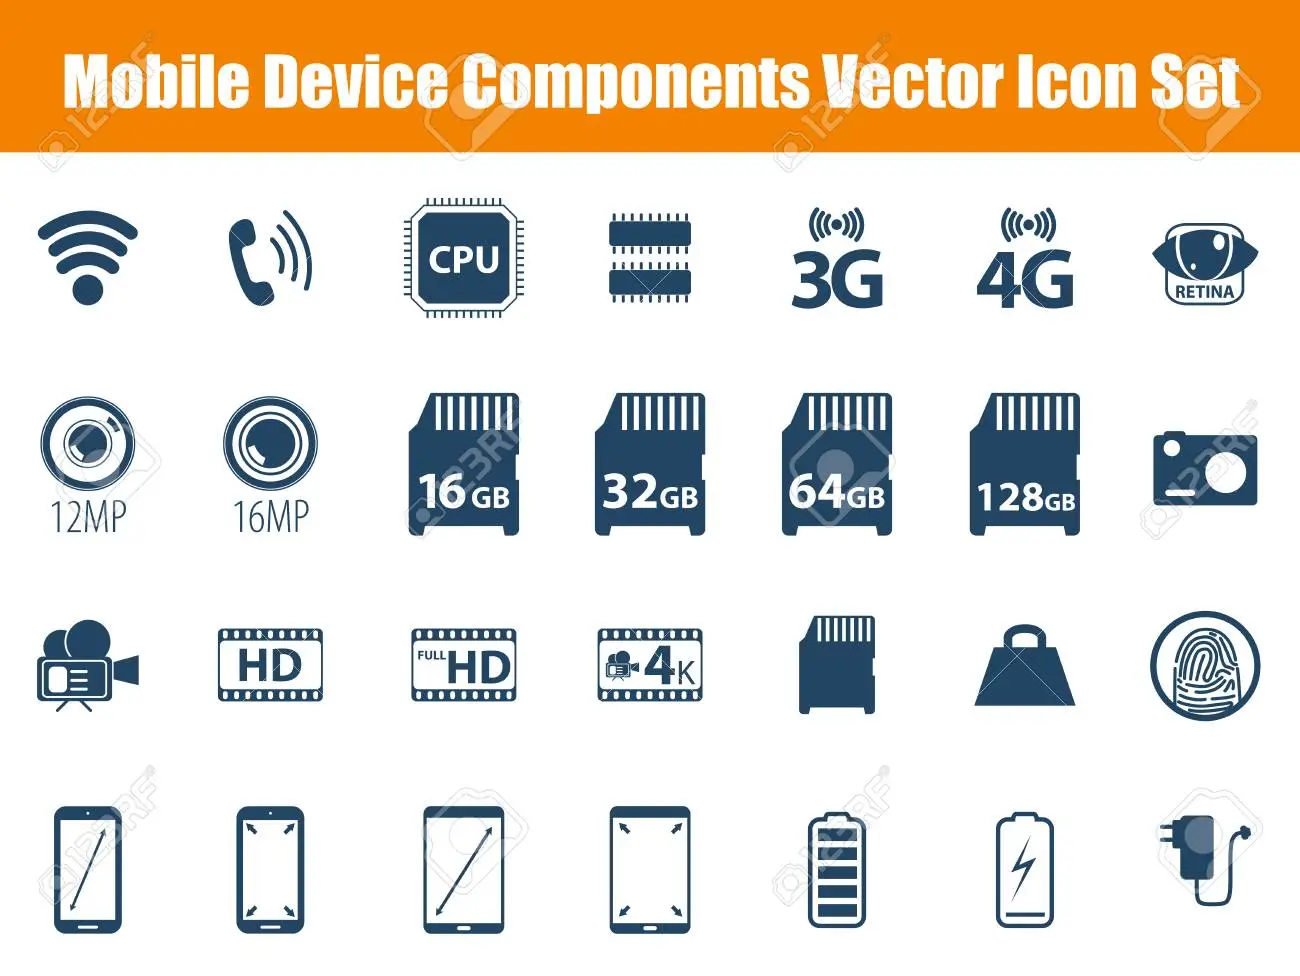 Mobile Device Components Vector Icon Set
CPU
3G
4G
RETINA
12MP
16MP
16GB
32GB
64GB
128GB
HD
FULL HD
4K
123RF